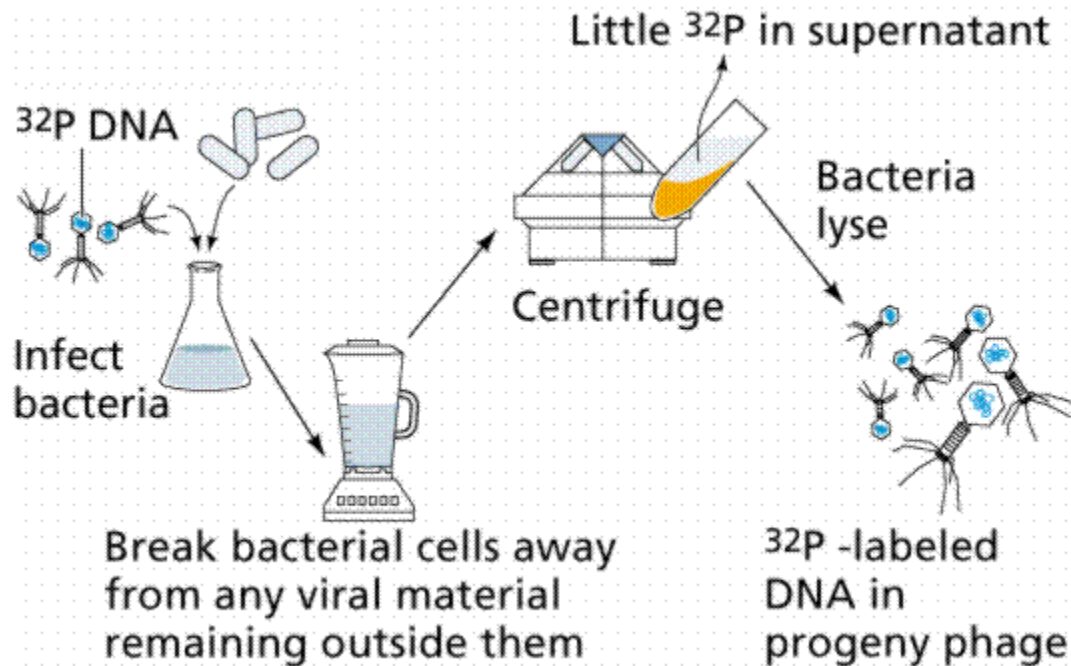 Little ³²P in supernatant
³²P DNA
Infect
bacteria
Centrifuge
Bacteria
lyse
Break bacterial cells away
from any viral material
remaining outside them
³²P -labeled
DNA in
progeny phage